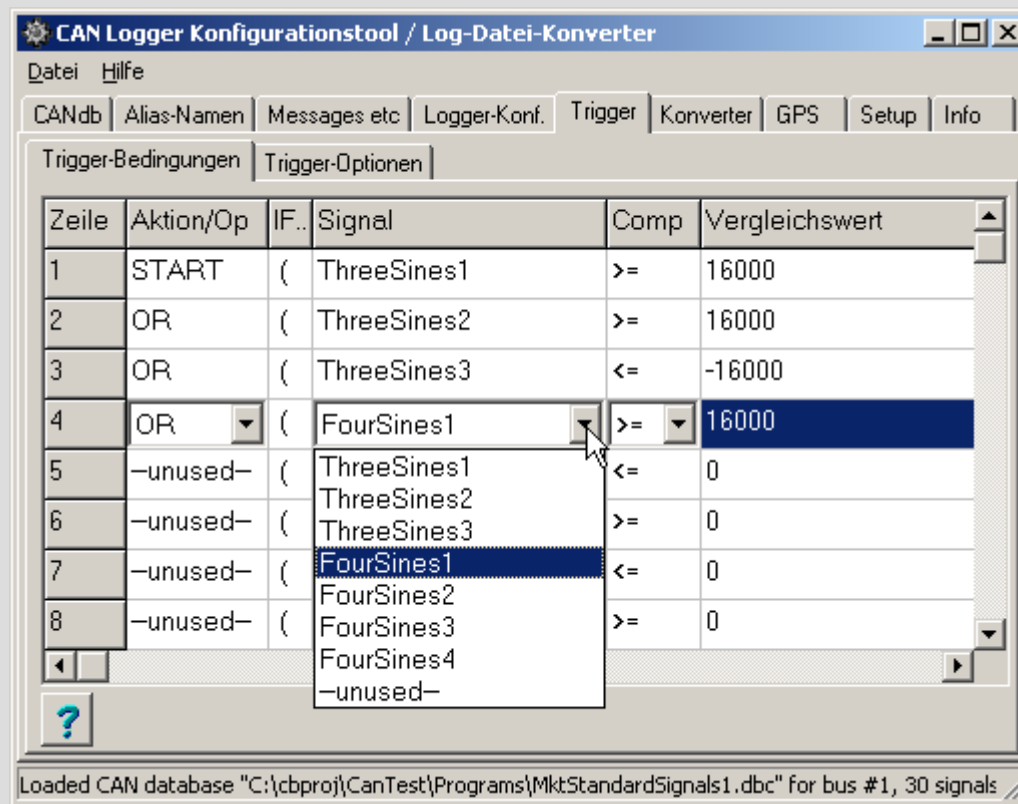 CAN Logger Konfigurationstool / Log-Datei-Konverter
Datei Hilfe
CANdb Alias-Namen Messages etc Logger-Konf. Trigger Konverter GPS Setup Info
Trigger-Bedingungen Trigger-Optionen
Zeile Aktion/Op IF.. Signal Comp Vergleichswert
1 START ( ThreeSines1 >= 16000
2 OR ( ThreeSines2 >= 16000
3 OR ( ThreeSines3 <= -16000
4 OR ( FourSines1 >= 16000
5 –unused– ( ThreeSines1 <= 0
ThreeSines2
6 –unused– ( ThreeSines3 >= 0
FourSines1
7 –unused– ( FourSines2 <= 0
8 –unused– ( FourSines3 >= 0
FourSines4
–unused–
?
Loaded CAN database "C:\cbproj\CanTest\Programs\MktStandardSignals1.dbc" for bus #1, 30 signals